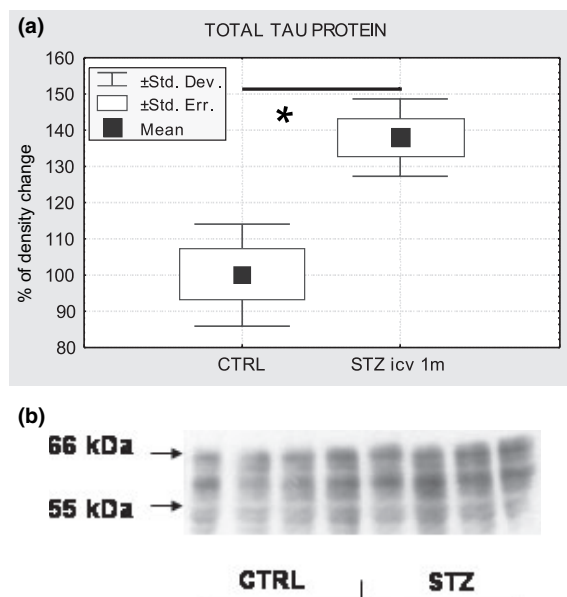 (a) TOTAL TAU PROTEIN
% of density change
160
150
140
130
120
110
100
90
80
±Std. Dev.
±Std. Err.
Mean
*
CTRL STZ icv 1m
(b)
66 kDa
55 kDa
CTRL STZ